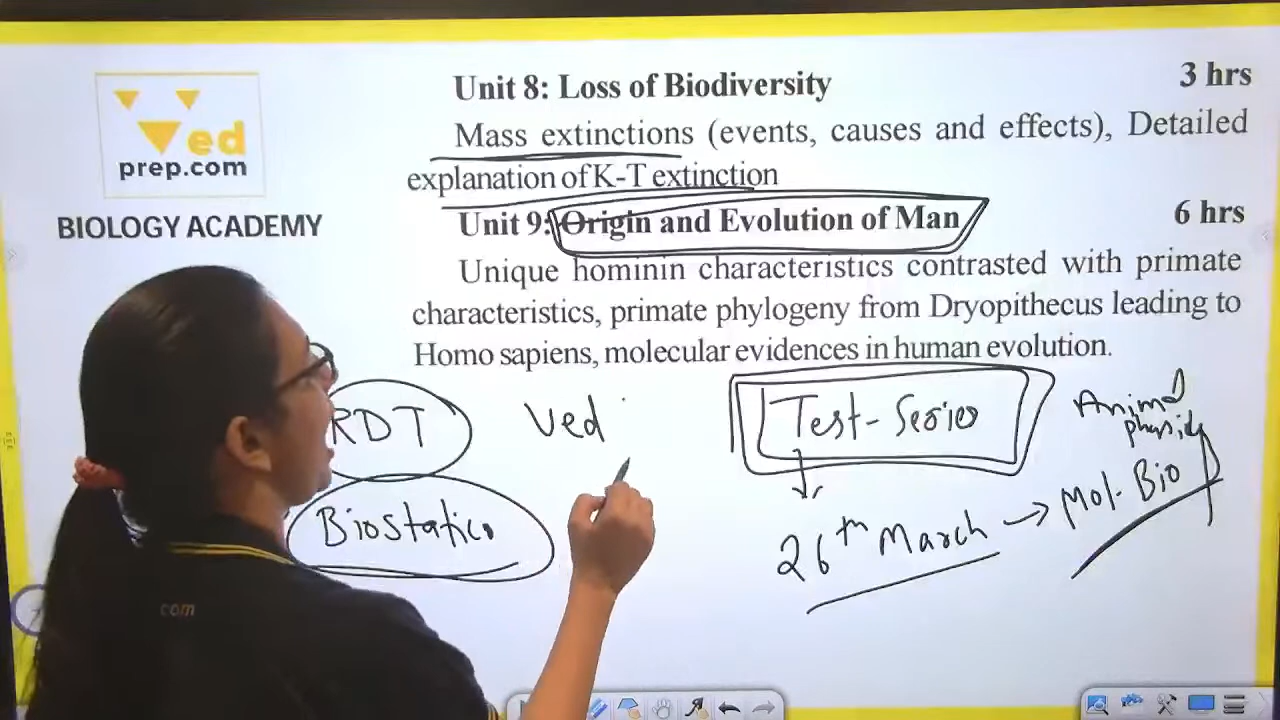 Unit 8: Loss of Biodiversity 3 hrs
Mass extinctions (events, causes and effects), Detailed
explanation of K-T extinction
Unit 9: Origin and Evolution of Man 6 hrs
Unique hominin characteristics contrasted with primate
characteristics, primate phylogeny from Dryopithecus leading to
Homo sapiens, molecular evidences in human evolution.
ed
prep.com
BIOLOGY ACADEMY
RDT
Ved
Test-Series
Animal
Biostatics
26th March → Mol. Bio
com